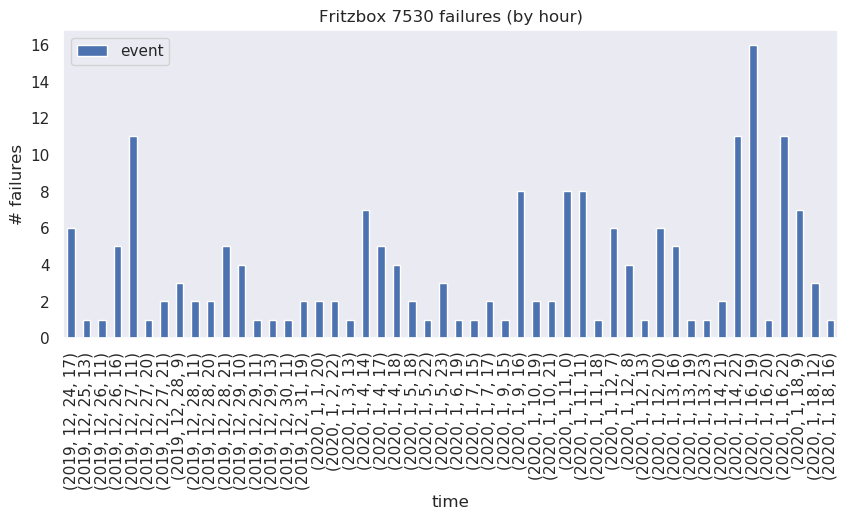 Fritzbox 7530 failures (by hour)
event
# failures
16
14
12
10
8
6
4
2
0
(2019, 12, 24, 17)
(2019, 12, 25, 13)
(2019, 12, 26, 11)
(2019, 12, 26, 16)
(2019, 12, 27, 11)
(2019, 12, 27, 20)
(2019, 12, 27, 21)
(2019, 12, 28, 9)
(2019, 12, 28, 11)
(2019, 12, 28, 20)
(2019, 12, 28, 21)
(2019, 12, 29, 10)
(2019, 12, 29, 11)
(2019, 12, 29, 13)
(2019, 12, 30, 11)
(2019, 12, 31, 19)
(2020, 1, 1, 20)
(2020, 1, 2, 22)
(2020, 1, 3, 13)
(2020, 1, 4, 14)
(2020, 1, 4, 17)
(2020, 1, 4, 18)
(2020, 1, 5, 18)
(2020, 1, 5, 22)
(2020, 1, 5, 23)
(2020, 1, 6, 19)
(2020, 1, 7, 15)
(2020, 1, 7, 17)
(2020, 1, 9, 15)
(2020, 1, 9, 16)
(2020, 1, 10, 19)
(2020, 1, 10, 21)
(2020, 1, 11, 0)
(2020, 1, 11, 11)
(2020, 1, 11, 18)
(2020, 1, 12, 7)
(2020, 1, 12, 8)
(2020, 1, 12, 13)
(2020, 1, 12, 20)
(2020, 1, 13, 16)
(2020, 1, 13, 19)
(2020, 1, 13, 23)
(2020, 1, 14, 21)
(2020, 1, 14, 22)
(2020, 1, 16, 19)
(2020, 1, 16, 20)
(2020, 1, 16, 22)
(2020, 1, 18, 9)
(2020, 1, 18, 12)
(2020, 1, 18, 16)
time